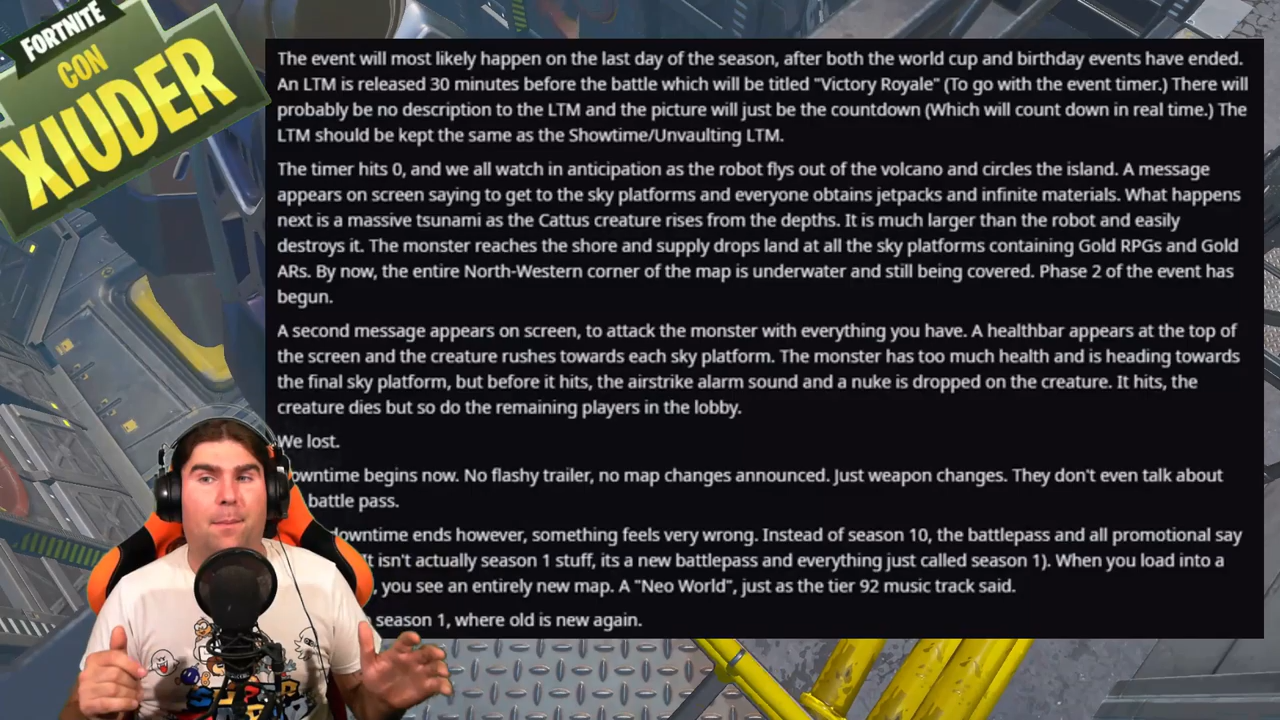 FORTNITE
CON
XIUDER
The event will most likely happen on the last day of the season, after both the world cup and birthday events have ended.
An LTM is released 30 minutes before the battle which will be titled "Victory Royale" (To go with the event timer.) There will
probably be no description to the LTM and the picture will just be the countdown (Which will count down in real time.) The
LTM should be kept the same as the Showtime/Unvaulting LTM.
The timer hits 0, and we all watch in anticipation as the robot flys out of the volcano and circles the island. A message
appears on screen saying to get to the sky platforms and everyone obtains jetpacks and infinite materials. What happens
next is a massive tsunami as the Cattus creature rises from the depths. It is much larger than the robot and easily
destroys it. The monster reaches the shore and supply drops land at all the sky platforms containing Gold RPGs and Gold
ARs. By now, the entire North-Western corner of the map is underwater and still being covered. Phase 2 of the event has
begun.
A second message appears on screen, to attack the monster with everything you have. A healthbar appears at the top of
the screen and the creature rushes towards each sky platform. The monster has too much health and is heading towards
the final sky platform, but before it hits, the airstrike alarm sound and a nuke is dropped on the creature. It hits, the
creature dies but so do the remaining players in the lobby.
We lost.
owntime begins now. No flashy trailer, no map changes announced. Just weapon changes. They don't even talk about
battle pass.
downtime ends however, something feels very wrong. Instead of season 10, the battlepass and all promotional say
t isn't actually season 1 stuff, its a new battlepass and everything just called season 1). When you load into a
, you see an entirely new map. A "Neo World", just as the tier 92 music track said.
season 1, where old is new again.